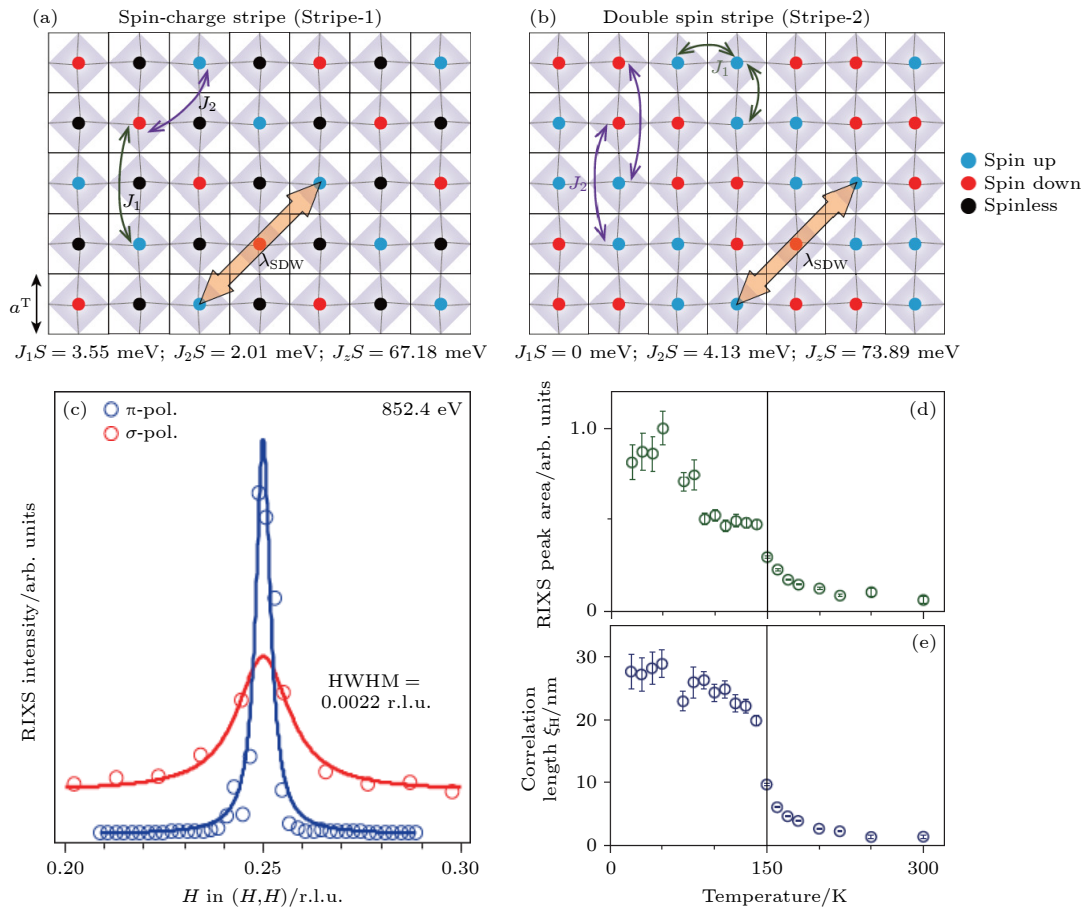 (a) Spin-charge stripe (Stripe-1)
J₂
J₁
λSDW
aᵀ
J₁S = 3.55 meV; J₂S = 2.01 meV; J_zS = 67.18 meV
(b) Double spin stripe (Stripe-2)
J₁
J₂
λSDW
J₁S = 0 meV; J₂S = 4.13 meV; J_zS = 73.89 meV
Spin up
Spin down
Spinless
(c)
π-pol.
σ-pol.
852.4 eV
HWHM =
0.0022 r.l.u.
RIXS intensity/arb. units
0.20 0.25 0.30
H in (H,H)/r.l.u.
(d)
RIXS peak area/arb. units
1.0
0.5
0
(e)
Correlation
length ξH/nm
30
20
10
0
0 150 300
Temperature/K